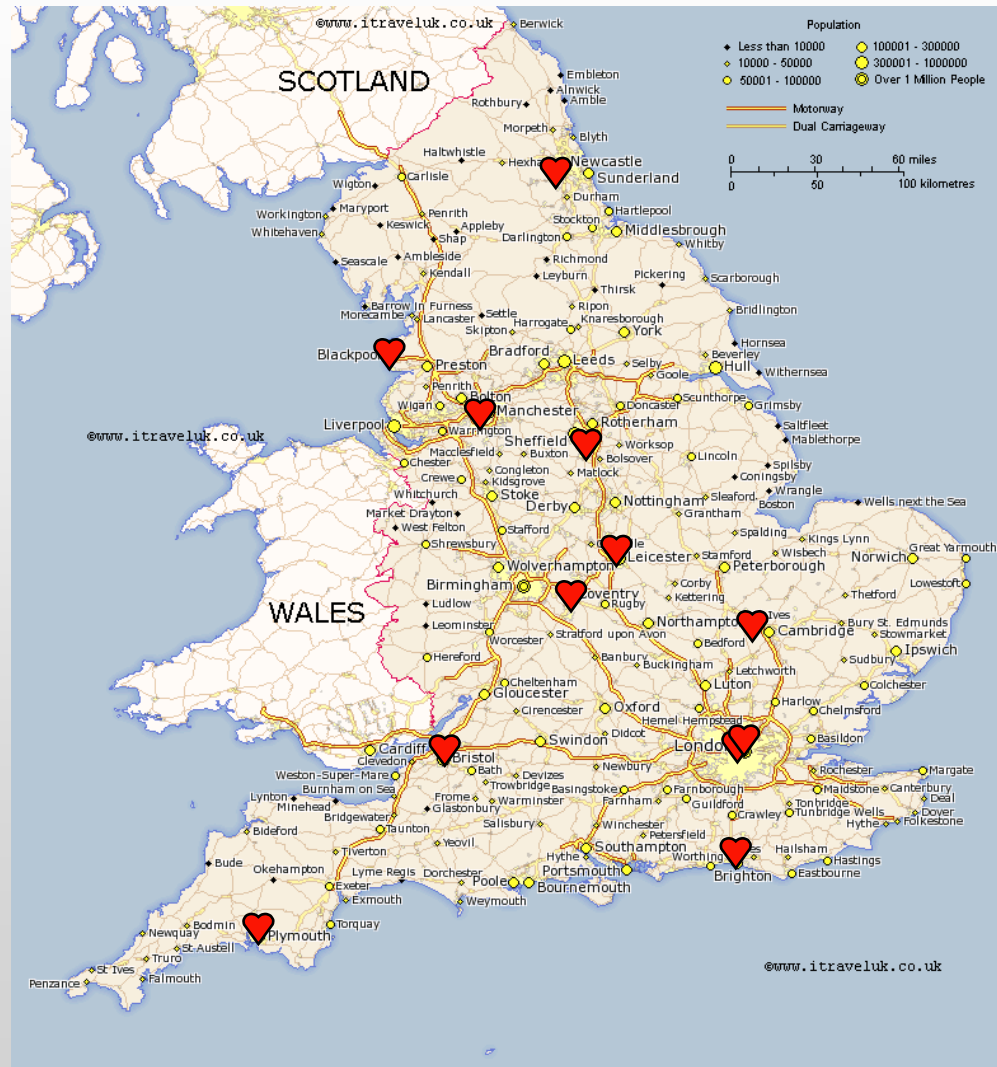 ©www.itraveluk.co.uk
Berwick
Population
Less than 10000
100001 - 300000
10000 - 50000
300001 - 1000000
50001 - 100000
Over 1 Million People
Motorway
Dual Carriageway
0 30 60 miles
0 50 100 kilometres
SCOTLAND
Embleton
Alnwick
Amble
Rothbury
Morpeth
Blyth
Haltwhistle
Newcastle
Carlisle
Sunderland
Wigton
Durham
Maryport
Hartlepool
Workington
Penrith
Stockton
Keswick
Appleby
Middlesbrough
Whitehaven
Shap
Darlington
Whitby
Ambleside
Richmond
Seascale
Kendall
Leyburn
Pickering
Scarborough
Thirsk
Barrow In Furness
Ripon
Morecambe
Settle
Bridlington
Lancaster
Harrogate
Knaresborough
Skipton
York
Hornsea
Bradford
Leeds
Selby
Beverley
Preston
Goole
Hull
Withernsea
Penrith
Bolton
Scunthorpe
Wigan
Manchester
Doncaster
Grimsby
Liverpool
Warrington
Rotherham
Saltfleet
©www.itraveluk.co.uk
Sheffield
Mablethorpe
Macclesfield
Buxton
Worksop
Chester
Bolsover
Lincoln
Spilsby
Congleton
Matlock
Coningsby
Crewe
Kidsgrove
Wrangle
Whitchurch
Stoke
Sleaford
Boston
Wells next the Sea
Market Drayton
Derby
Nottingham
Grantham
West Felton
Stafford
Spalding
Kings Lynn
Shrewsbury
Leicester
Stamford
Wisbech
Norwich
Great Yarmouth
Wolverhampton
Peterborough
Birmingham
Corby
Lowestoft
Kettering
Thetford
WALES
Ludlow
Rugby
Leominster
Northampton
Bury St. Edmunds
Worcester
Stratford upon Avon
Cambridge
Stowmarket
Bedford
Hereford
Banbury
Ipswich
Buckingham
Letchworth
Sudbury
Cheltenham
Luton
Colchester
Gloucester
Harlow
Cirencester
Oxford
Hemel Hempstead
Chelmsford
Didcot
Swindon
Basildon
Cardiff
London
Clevedon
Bristol
Newbury
Rochester
Margate
Weston-Super-Mare
Bath
Devizes
Basingstoke
Farnborough
Maidstone
Canterbury
Burnham on Sea
Trowbridge
Farnham
Guildford
Tonbridge
Deal
Lynton
Frome
Warminster
Minehead
Glastonbury
Crawley
Tunbridge Wells
Dover
Bridgewater
Salisbury
Winchester
Hythe
Folkestone
Bideford
Taunton
Petersfield
Yeovil
Southampton
Tiverton
Hythe
Worthing
Hailsham
Hastings
Bude
Lyme Regis
Dorchester
Portsmouth
Brighton
Eastbourne
Okehampton
Exeter
Poole
Bournemouth
Exmouth
Weymouth
Bodmin
Torquay
Newquay
Plymouth
St Austell
Truro
St Ives
©www.itraveluk.co.uk
Penzance
Falmouth